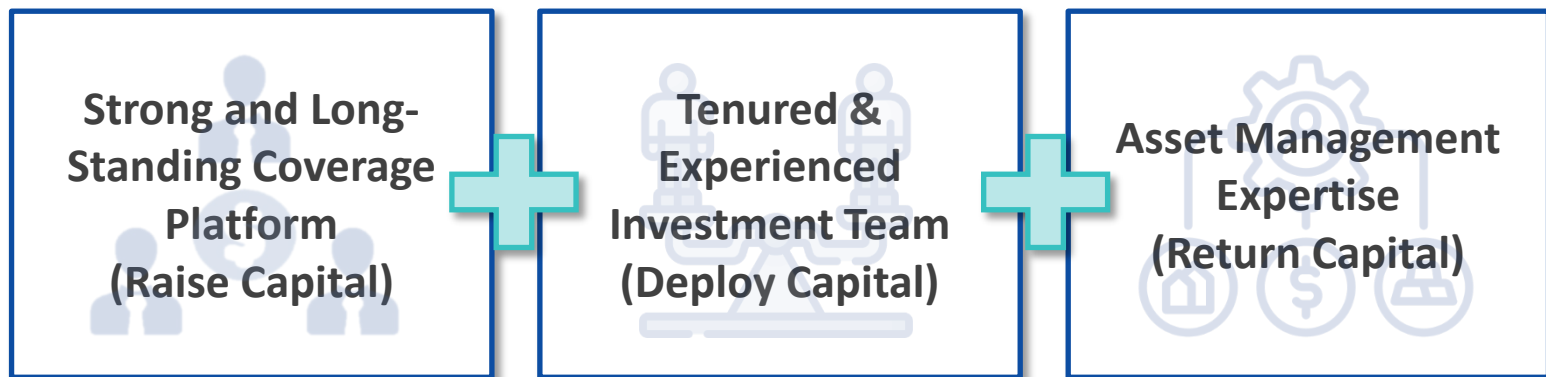 Strong and Long-
Standing Coverage
Platform
(Raise Capital)
Tenured &
Experienced
Investment Team
(Deploy Capital)
Asset Management
Expertise
(Return Capital)
$